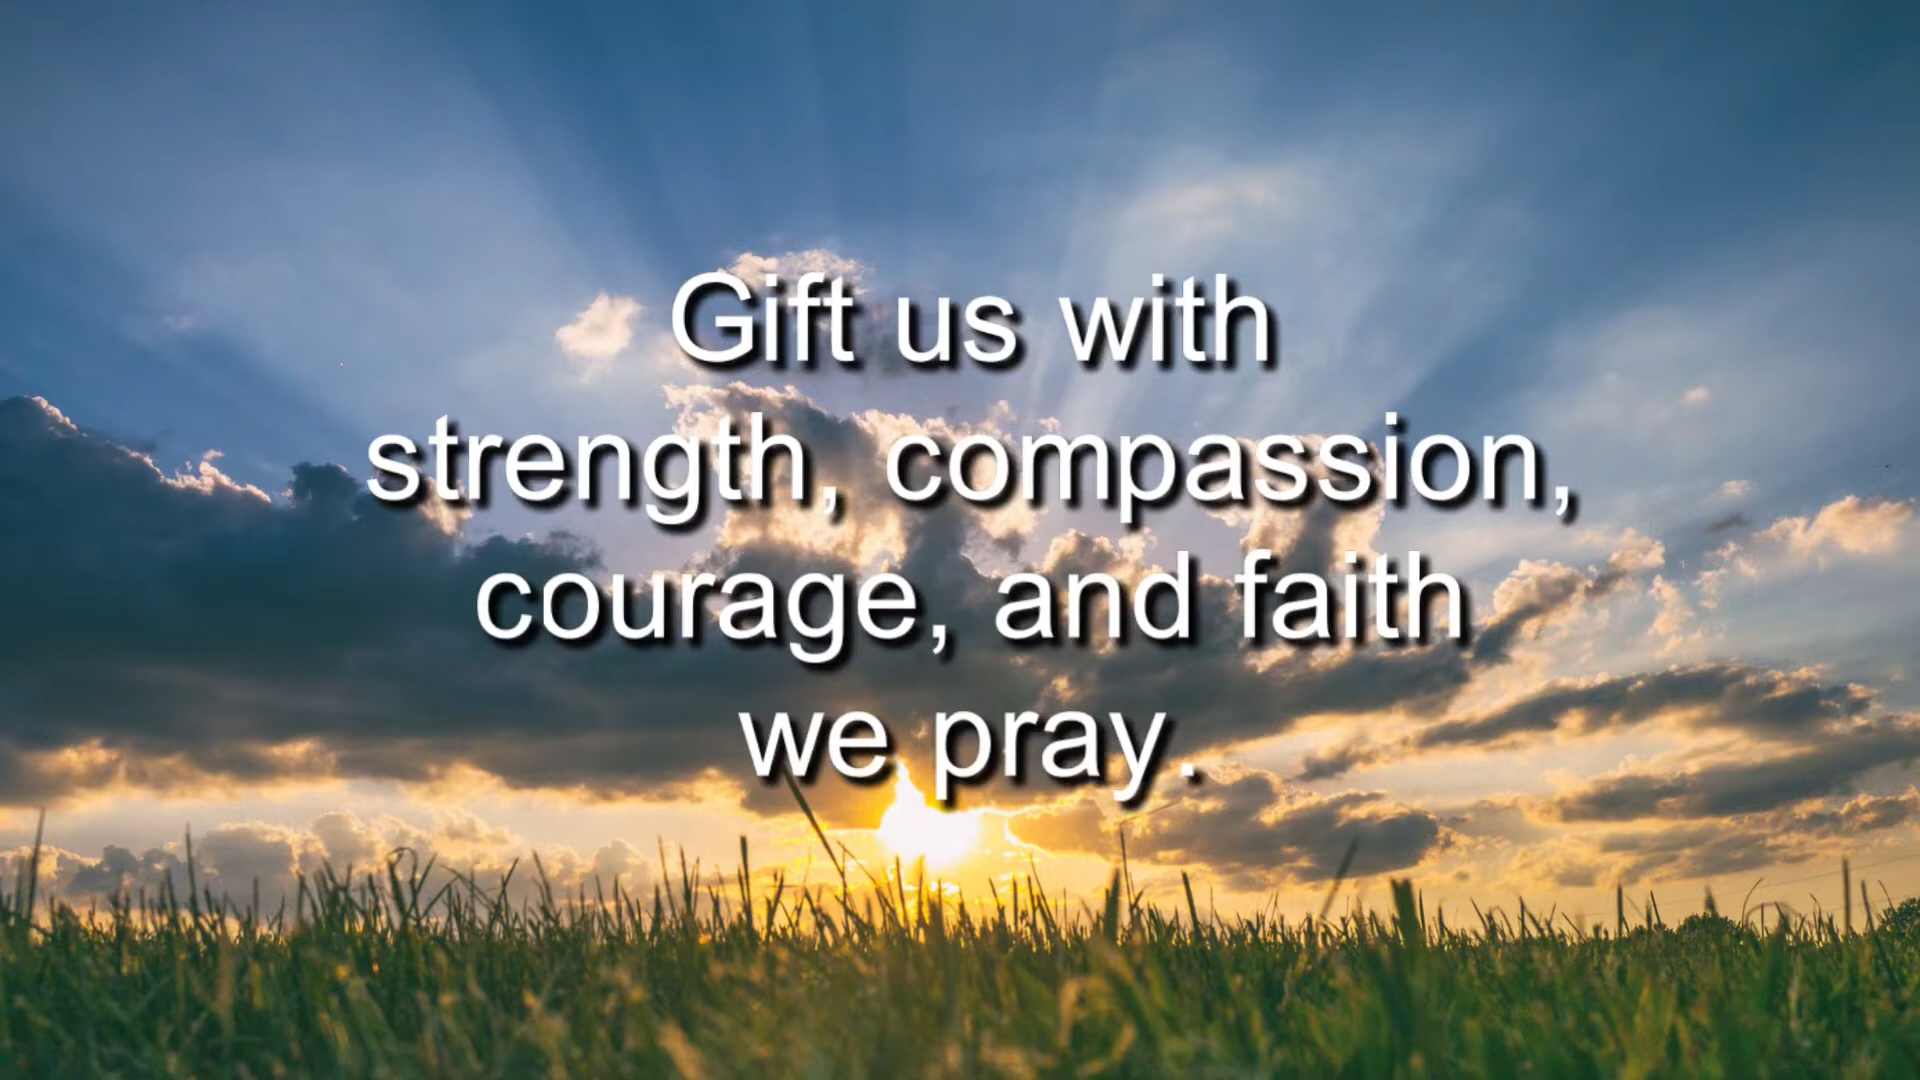 Gift us with
strength, compassion,
courage, and faith
we pray.